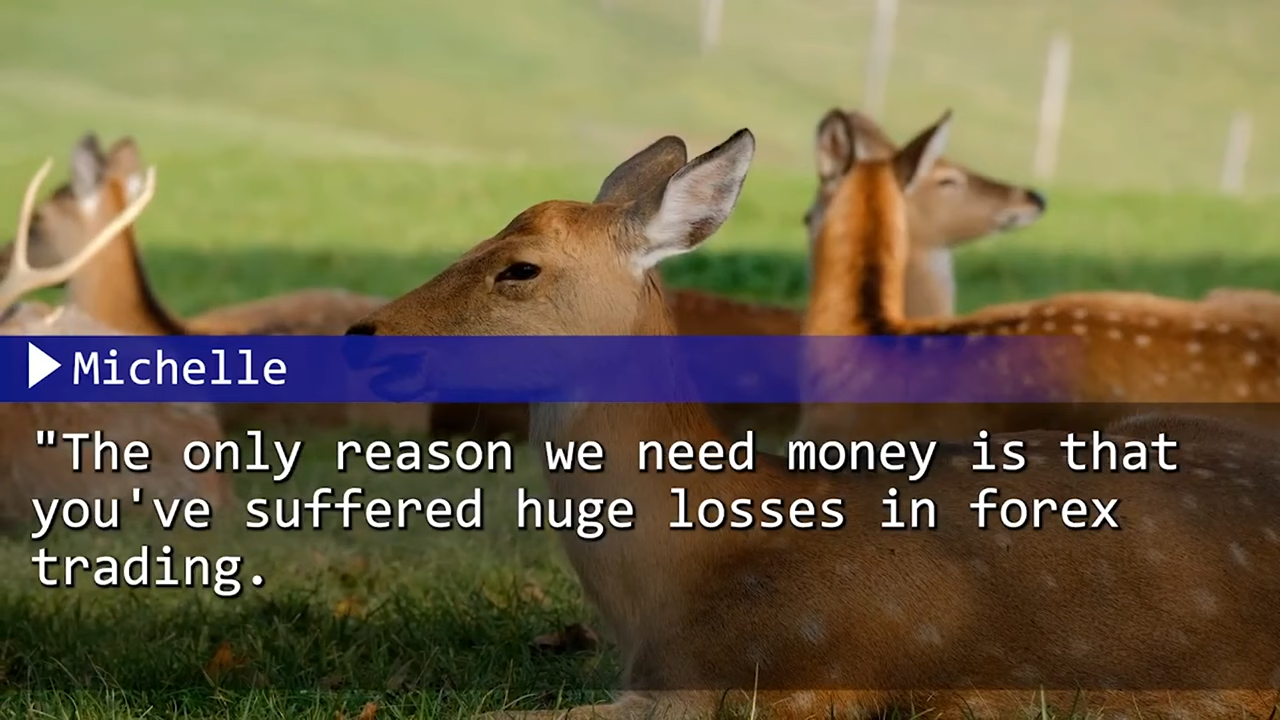 Michelle
"The only reason we need money is that
you've suffered huge losses in forex
trading.